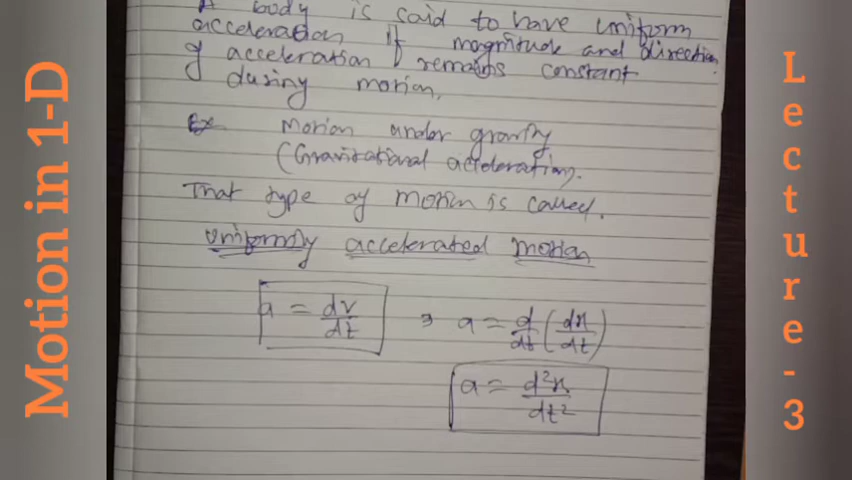 Motion in 1-D
A body is said to have uniform
acceleration If magnitude and direction
of acceleration remains constant
during motion.
Ex Motion under gravity
(Gravitational acceleration).
That type of motion is called.
Uniformly accelerated motion
a = dv/dt ⇒ a = d/dt (dx/dt)
a = d²x/dt²
Lecture-3